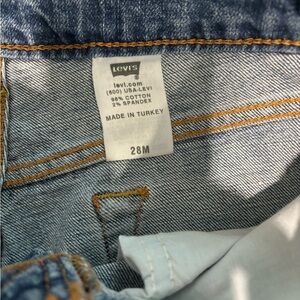 LEVI'S
levi.com
(800) USA-LEVI
98% COTTON
2% SPANDEX
MADE IN TURKEY
28M